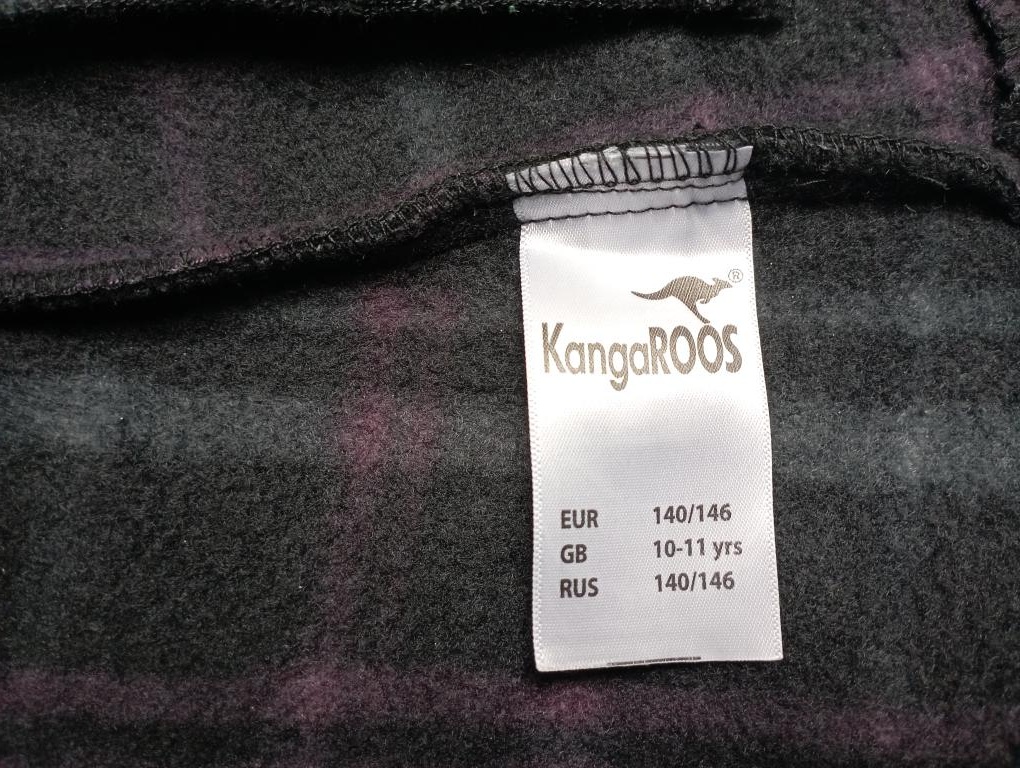 ®
KangaROOS
EUR 140/146
GB 10-11 yrs
RUS 140/146